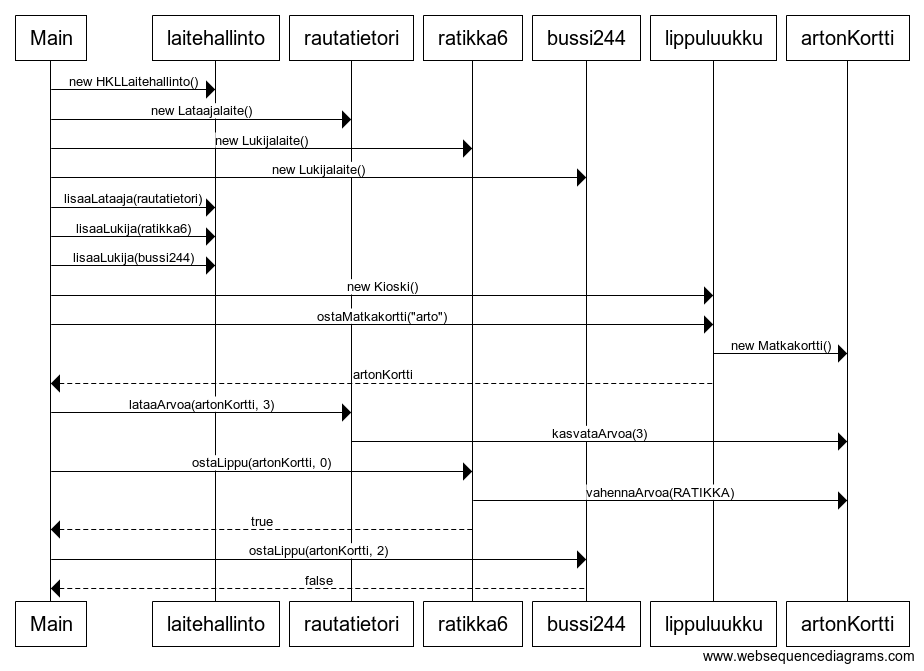 Main laitehallinto rautatietori ratikka6 bussi244 lippuluukku artonKortti
new HKLLaitehallinto()
new Lataajalaite()
new Lukijalaite()
new Lukijalaite()
lisaaLataaja(rautatietori)
lisaaLukija(ratikka6)
lisaaLukija(bussi244)
new Kioski()
ostaMatkakortti("arto")
new Matkakortti()
artonKortti
lataaArvoa(artonKortti, 3)
kasvataArvoa(3)
ostaLippu(artonKortti, 0)
vahennaArvoa(RATIKKA)
true
ostaLippu(artonKortti, 2)
false
Main laitehallinto rautatietori ratikka6 bussi244 lippuluukku artonKortti
www.websequencediagrams.com